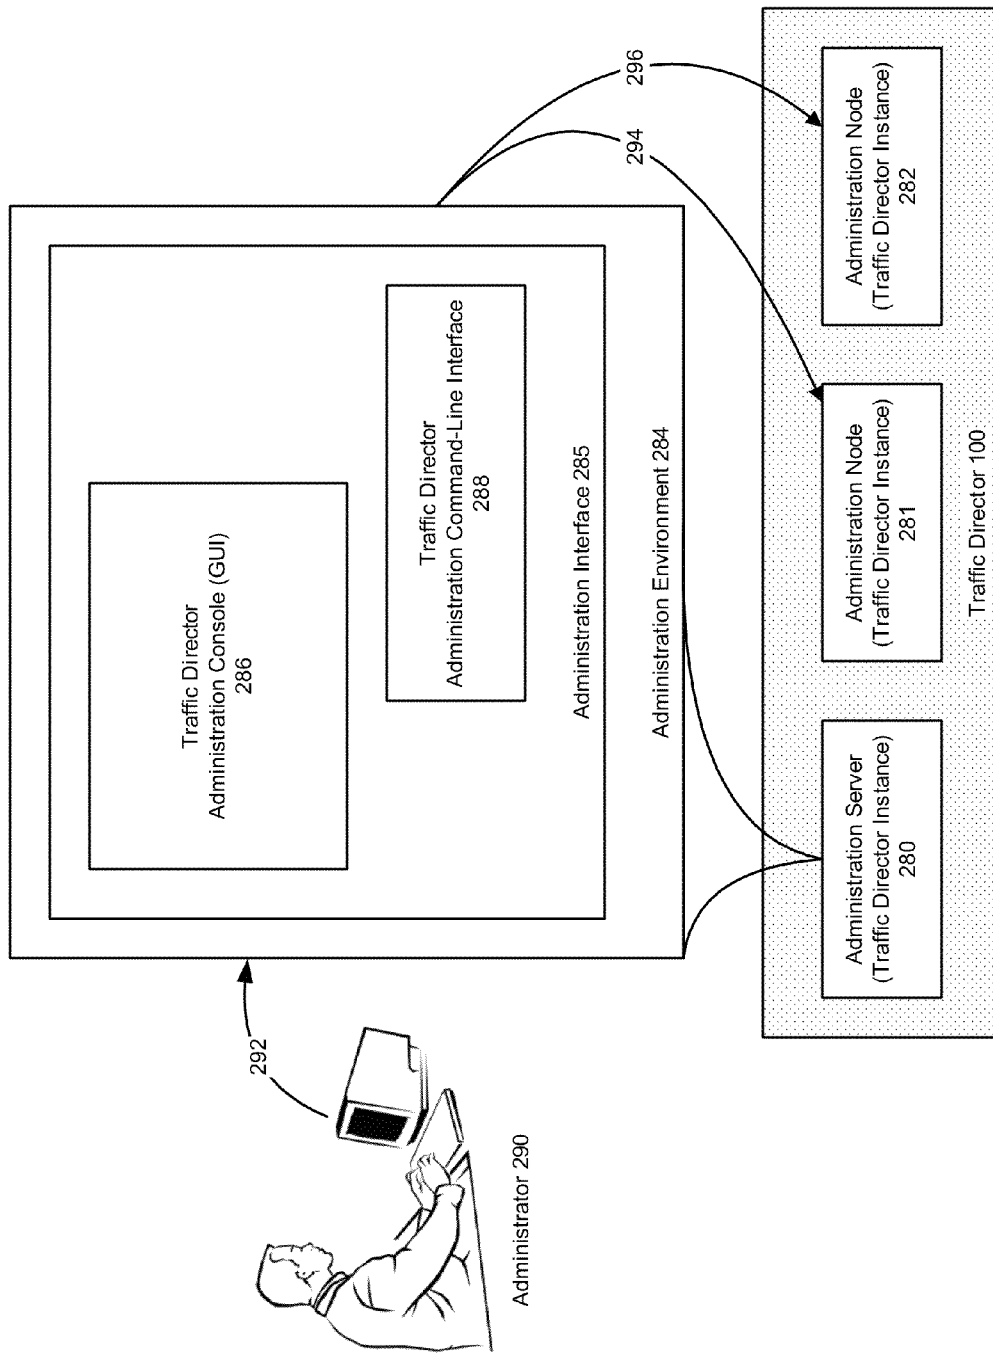 Traffic Director
Administration Console (GUI)
286
Traffic Director
Administration Command-Line Interface
288
Administration Interface 285
Administration Environment 284
292
Administrator 290
294
296
Administration Server
(Traffic Director Instance)
280
Administration Node
(Traffic Director Instance)
281
Administration Node
(Traffic Director Instance)
282
Traffic Director 100